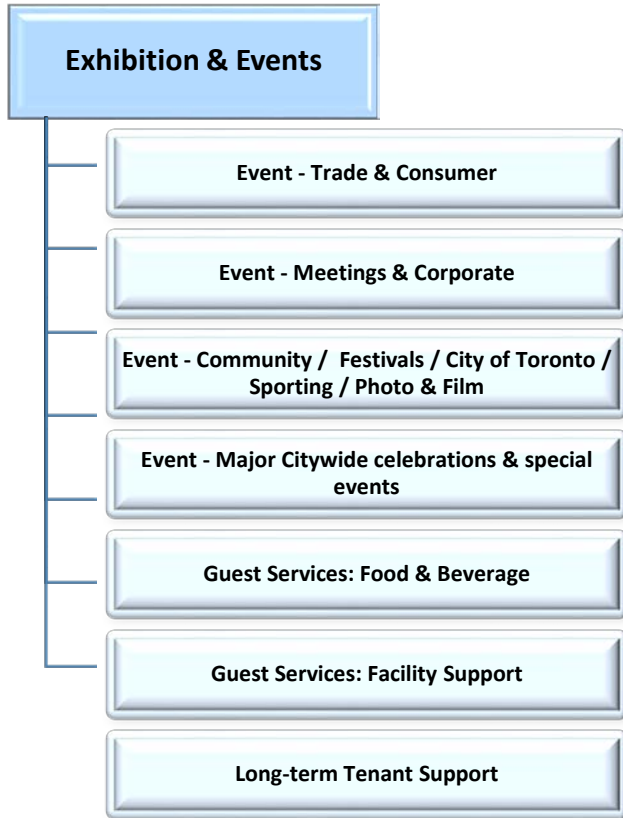 Exhibition & Events
Event - Trade & Consumer
Event - Meetings & Corporate
Event - Community /  Festivals / City of Toronto /
Sporting / Photo & Film
Event - Major Citywide celebrations & special
events
Guest Services: Food & Beverage
Guest Services: Facility Support
Long-term Tenant Support